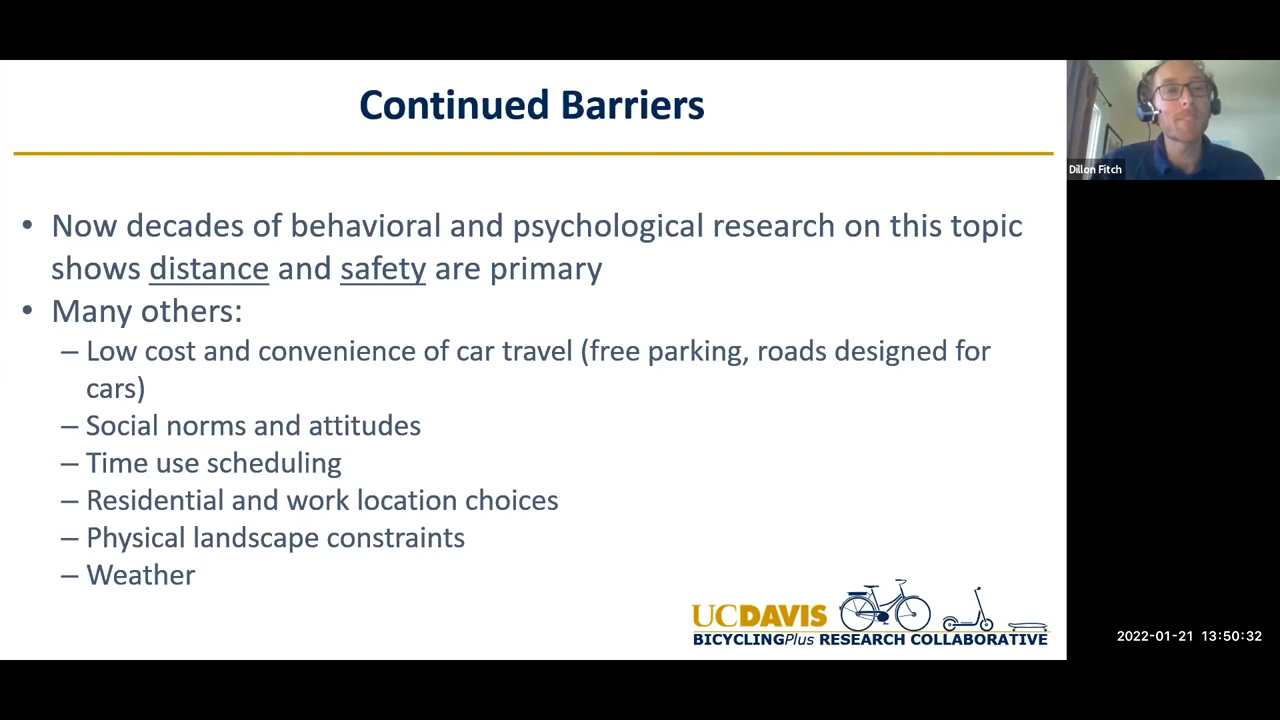 Continued Barriers
Dillon Fitch
• Now decades of behavioral and psychological research on this topic
shows distance and safety are primary
• Many others:
– Low cost and convenience of car travel (free parking, roads designed for
cars)
– Social norms and attitudes
– Time use scheduling
– Residential and work location choices
– Physical landscape constraints
– Weather
UCDAVIS
BICYCLINGPlus RESEARCH COLLABORATIVE
2022-01-21 13:50:32